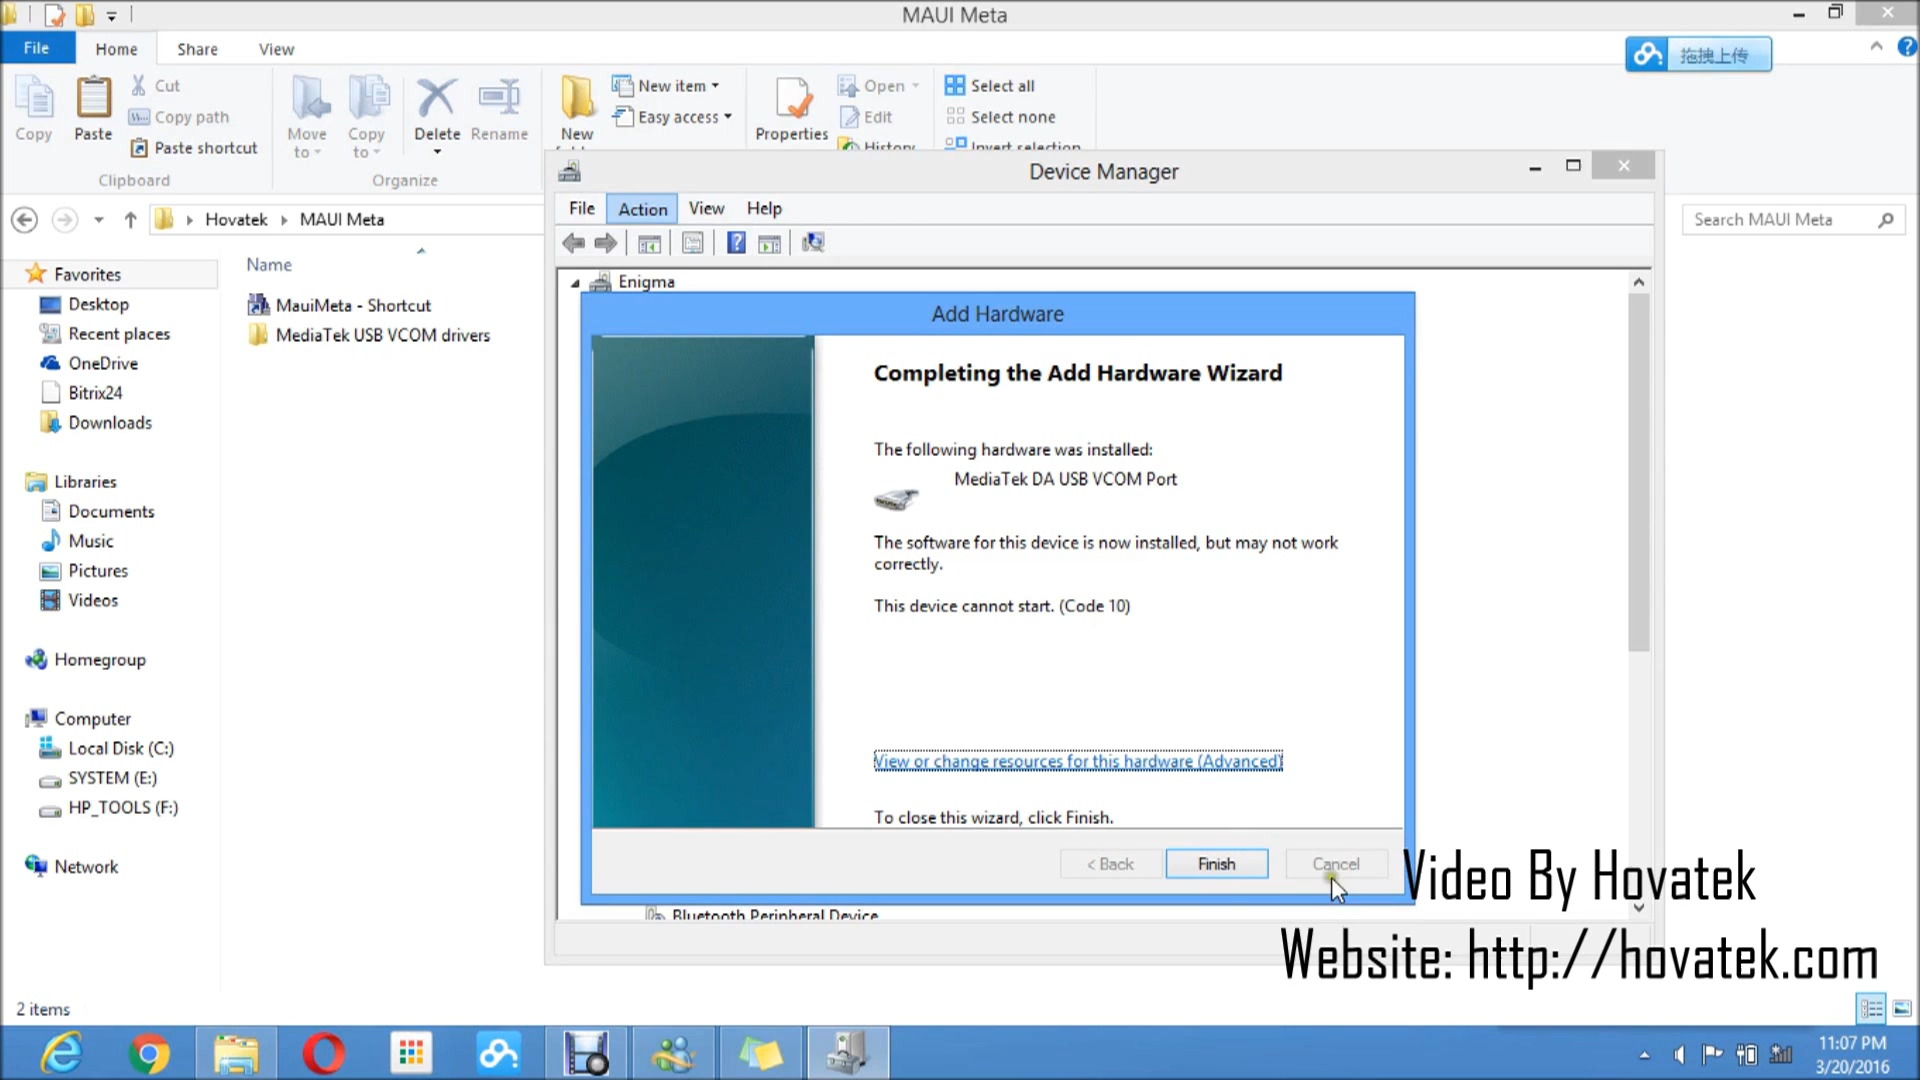 MAUI Meta
File
Home
Share
View
拖拽上传
Copy
Paste
Cut
Copy path
Paste shortcut
Clipboard
Move to
Copy to
Delete
Rename
Organize
New
New item
Easy access
Properties
Open
Edit
History
Select all
Select none
Invert selection
Hovatek
MAUI Meta
Search MAUI Meta
Favorites
Desktop
Recent places
OneDrive
Bitrix24
Downloads
Libraries
Documents
Music
Pictures
Videos
Homegroup
Computer
Local Disk (C:)
SYSTEM (E:)
HP_TOOLS (F:)
Network
Name
MauiMeta - Shortcut
MediaTek USB VCOM drivers
Device Manager
File
Action
View
Help
Enigma
Add Hardware
Completing the Add Hardware Wizard
The following hardware was installed:
MediaTek DA USB VCOM Port
The software for this device is now installed, but may not work
correctly.
This device cannot start. (Code 10)
View or change resources for this hardware (Advanced)
To close this wizard, click Finish.
< Back
Finish
Cancel
Bluetooth Peripheral Device
Video By Hovatek
Website: http://hovatek.com
2 items
11:07 PM
3/20/2016